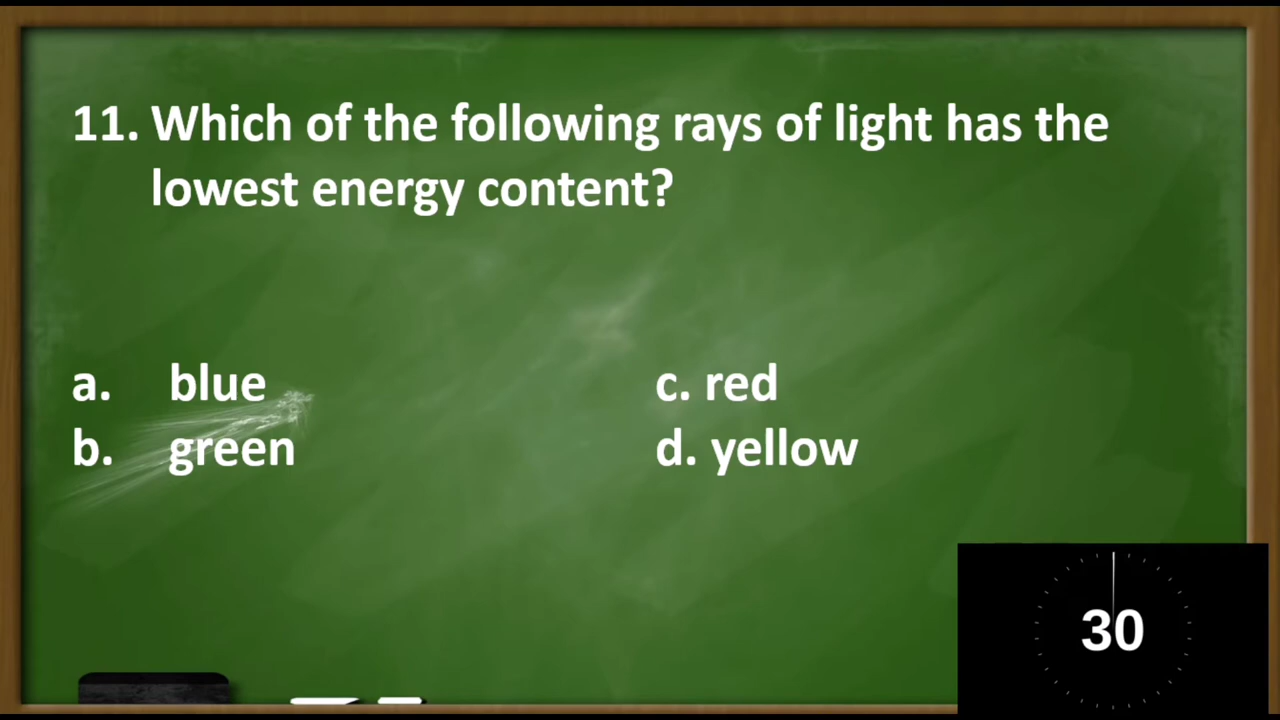 11. Which of the following rays of light has the
lowest energy content?
a. blue
c. red
b. green
d. yellow
30